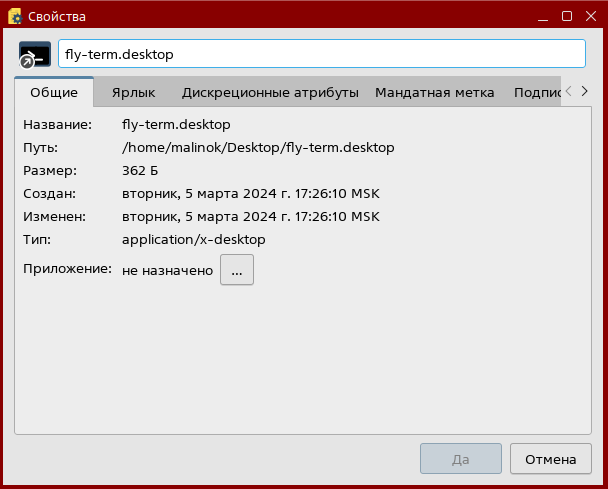 Свойства
fly-term.desktop
Общие Ярлык Дискреционные атрибуты Мандатная метка
Название: fly-term.desktop
Путь: /home/malinok/Desktop/fly-term.desktop
Размер: 362 Б
Создан: вторник, 5 марта 2024 г. 17:26:10 MSK
Изменен: вторник, 5 марта 2024 г. 17:26:10 MSK
Тип: application/x-desktop
Приложение: не назначено ...
Да Отмена